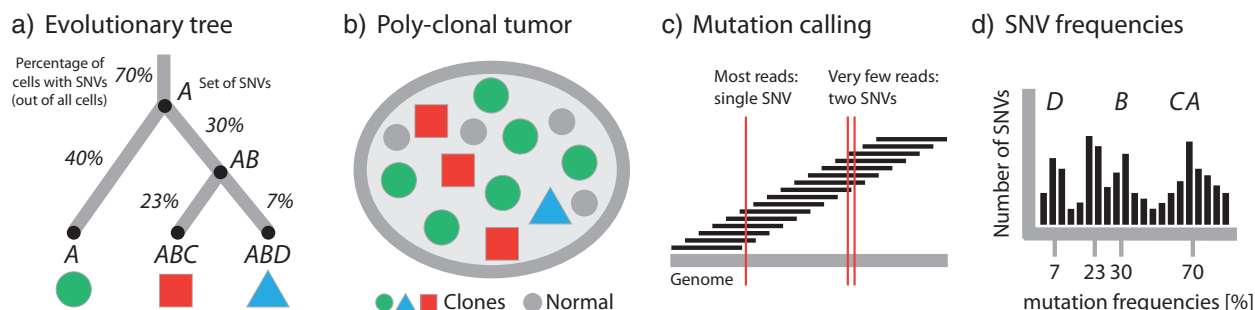 a) Evolutionary tree
Percentage of
cells with SNVs
(out of all cells)
70%
A
Set of SNVs
30%
40%
AB
23%
7%
A
ABC
ABD
b) Poly-clonal tumor
Clones
Normal
c) Mutation calling
Most reads:
single SNV
Very few reads:
two SNVs
Genome
d) SNV frequencies
Number of SNVs
D B C A
7 23 30 70
mutation frequencies [%]